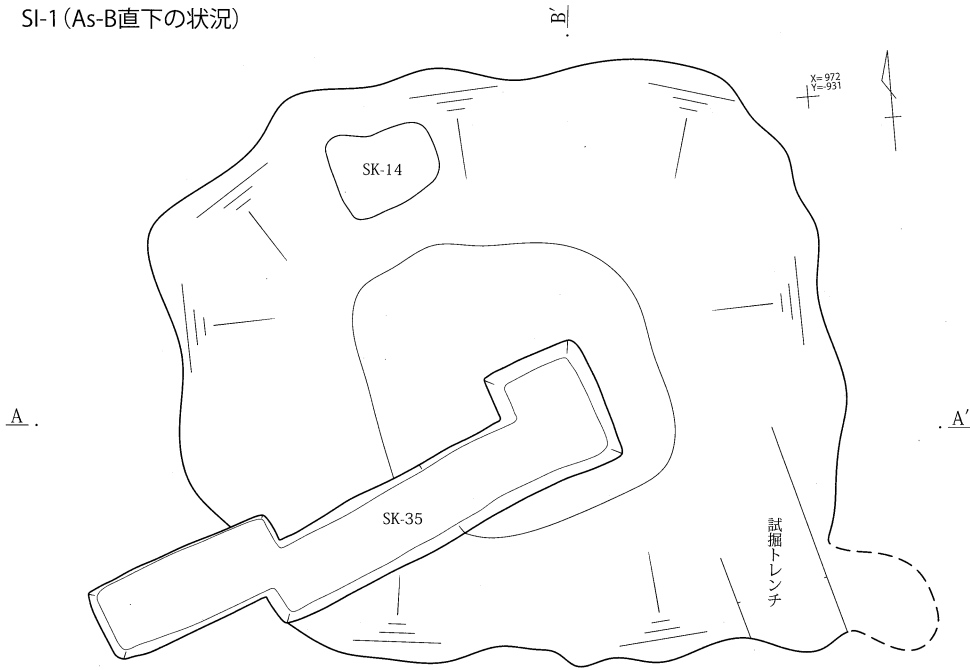 SI-1（As-B直下の状況）
B′
X=972
Y=-931
SK-14
A
A′
SK-35
試掘トレンチ